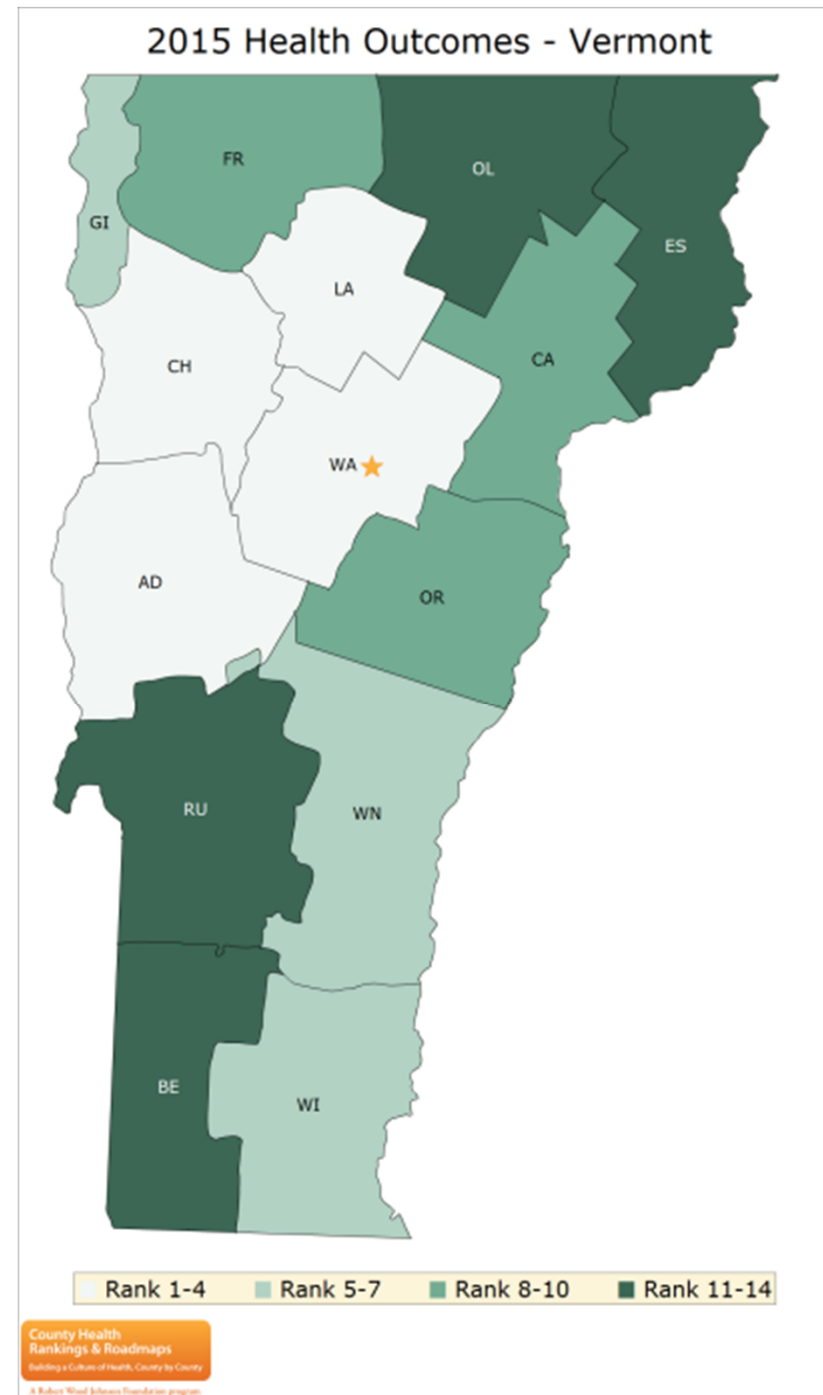 2015 Health Outcomes - Vermont
FR
OL
GI
ES
LA
CH
CA
WA
AD
OR
RU
WN
BE
WI
Rank 1-4 Rank 5-7 Rank 8-10 Rank 11-14
County Health
Rankings & Roadmaps
Building a Culture of Health, County by County
A Robert Wood Johnson Foundation program